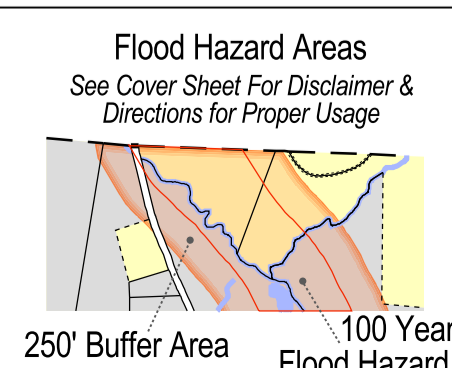 Flood Hazard Areas
See Cover Sheet For Disclaimer &
Directions for Proper Usage
250' Buffer Area
100 Year
Flood Hazard